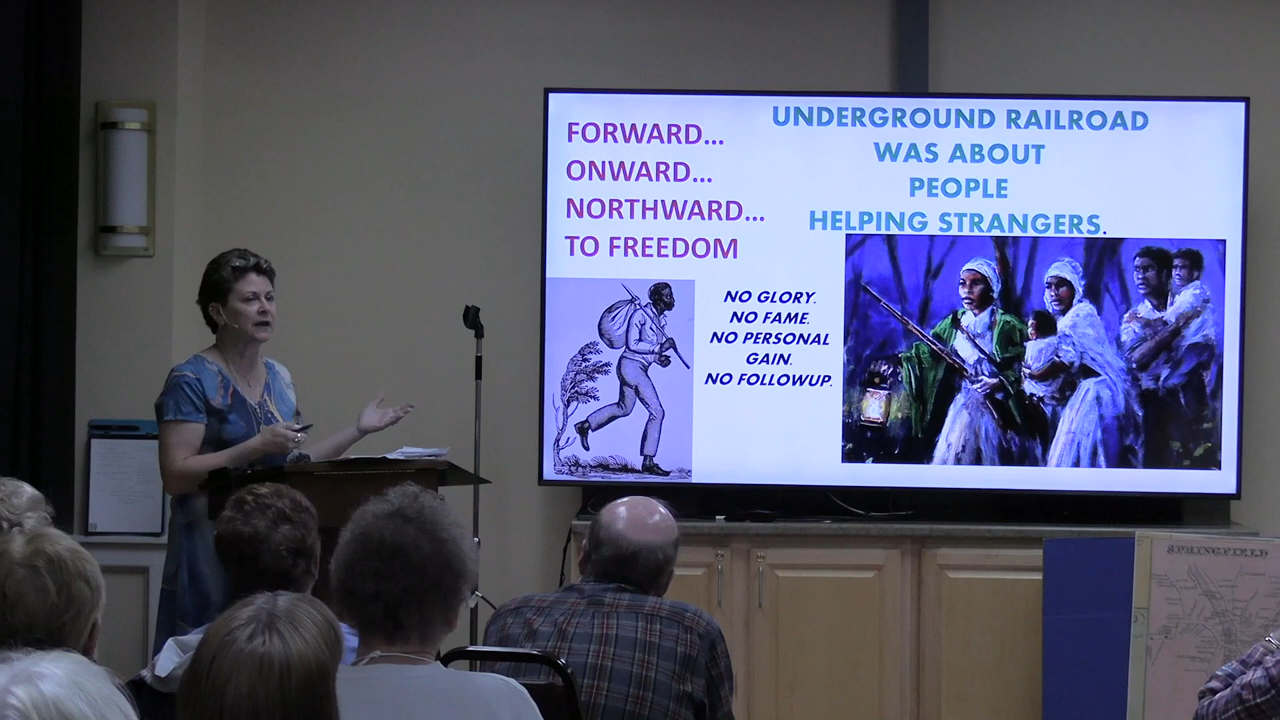 FORWARD...
ONWARD...
NORTHWARD...
TO FREEDOM
UNDERGROUND RAILROAD
WAS ABOUT
PEOPLE
HELPING STRANGERS.
NO GLORY.
NO FAME.
NO PERSONAL
GAIN.
NO FOLLOWUP.
SPRINGFIELD